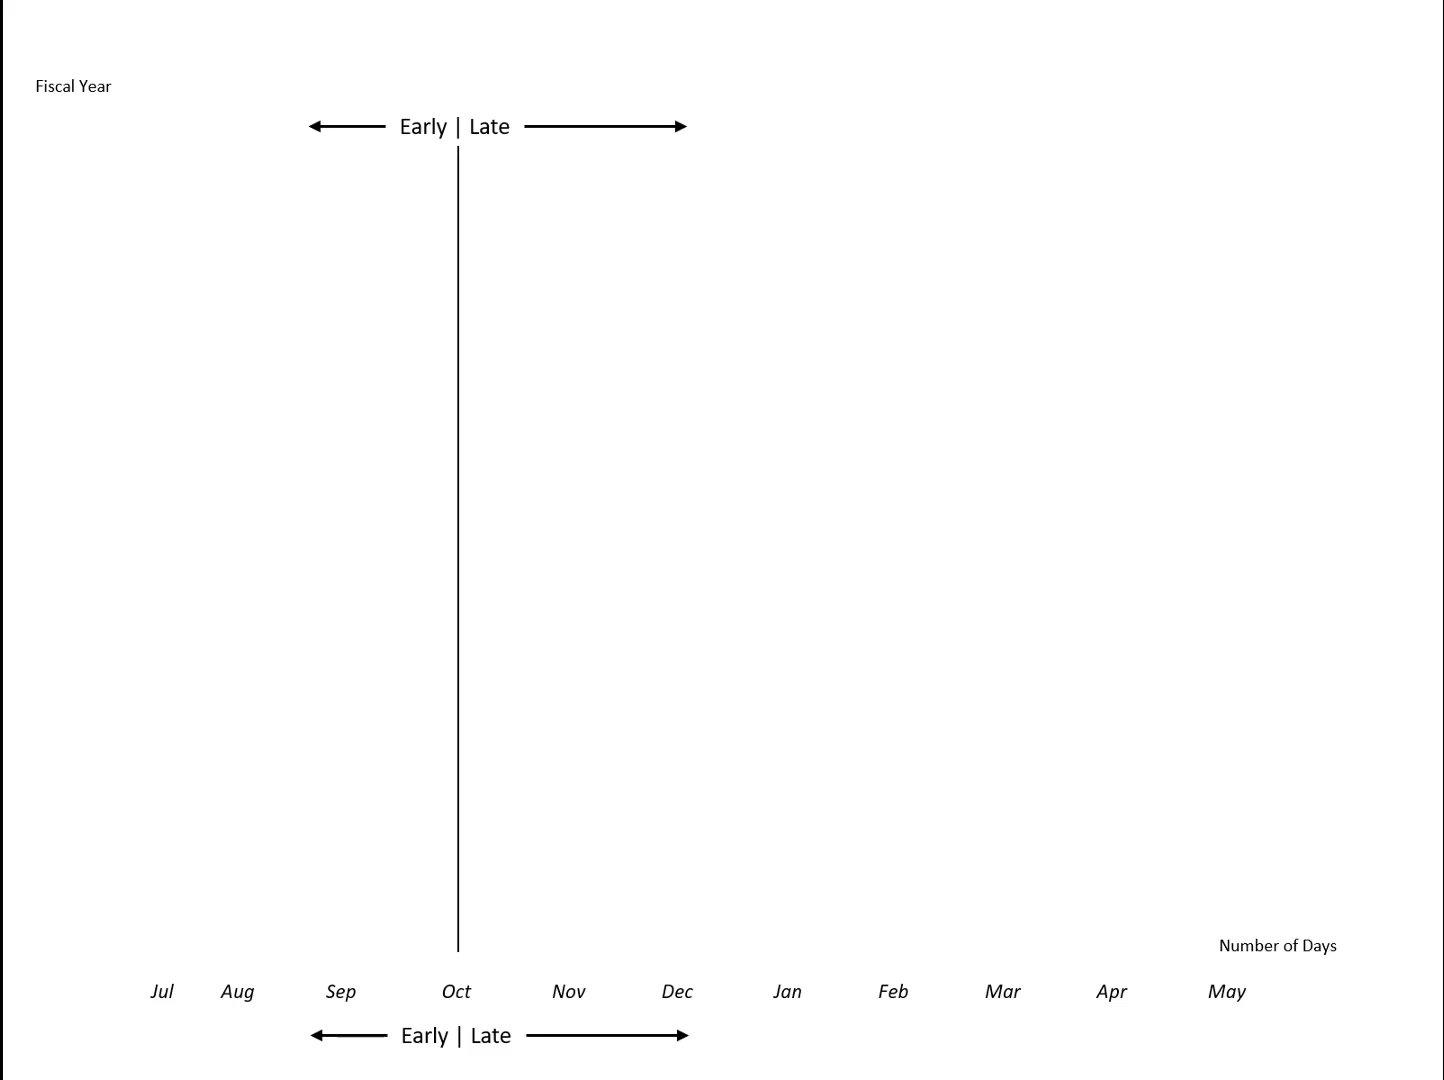 Fiscal Year
Early | Late
Number of Days
Jul Aug Sep Oct Nov Dec Jan Feb Mar Apr May
Early | Late